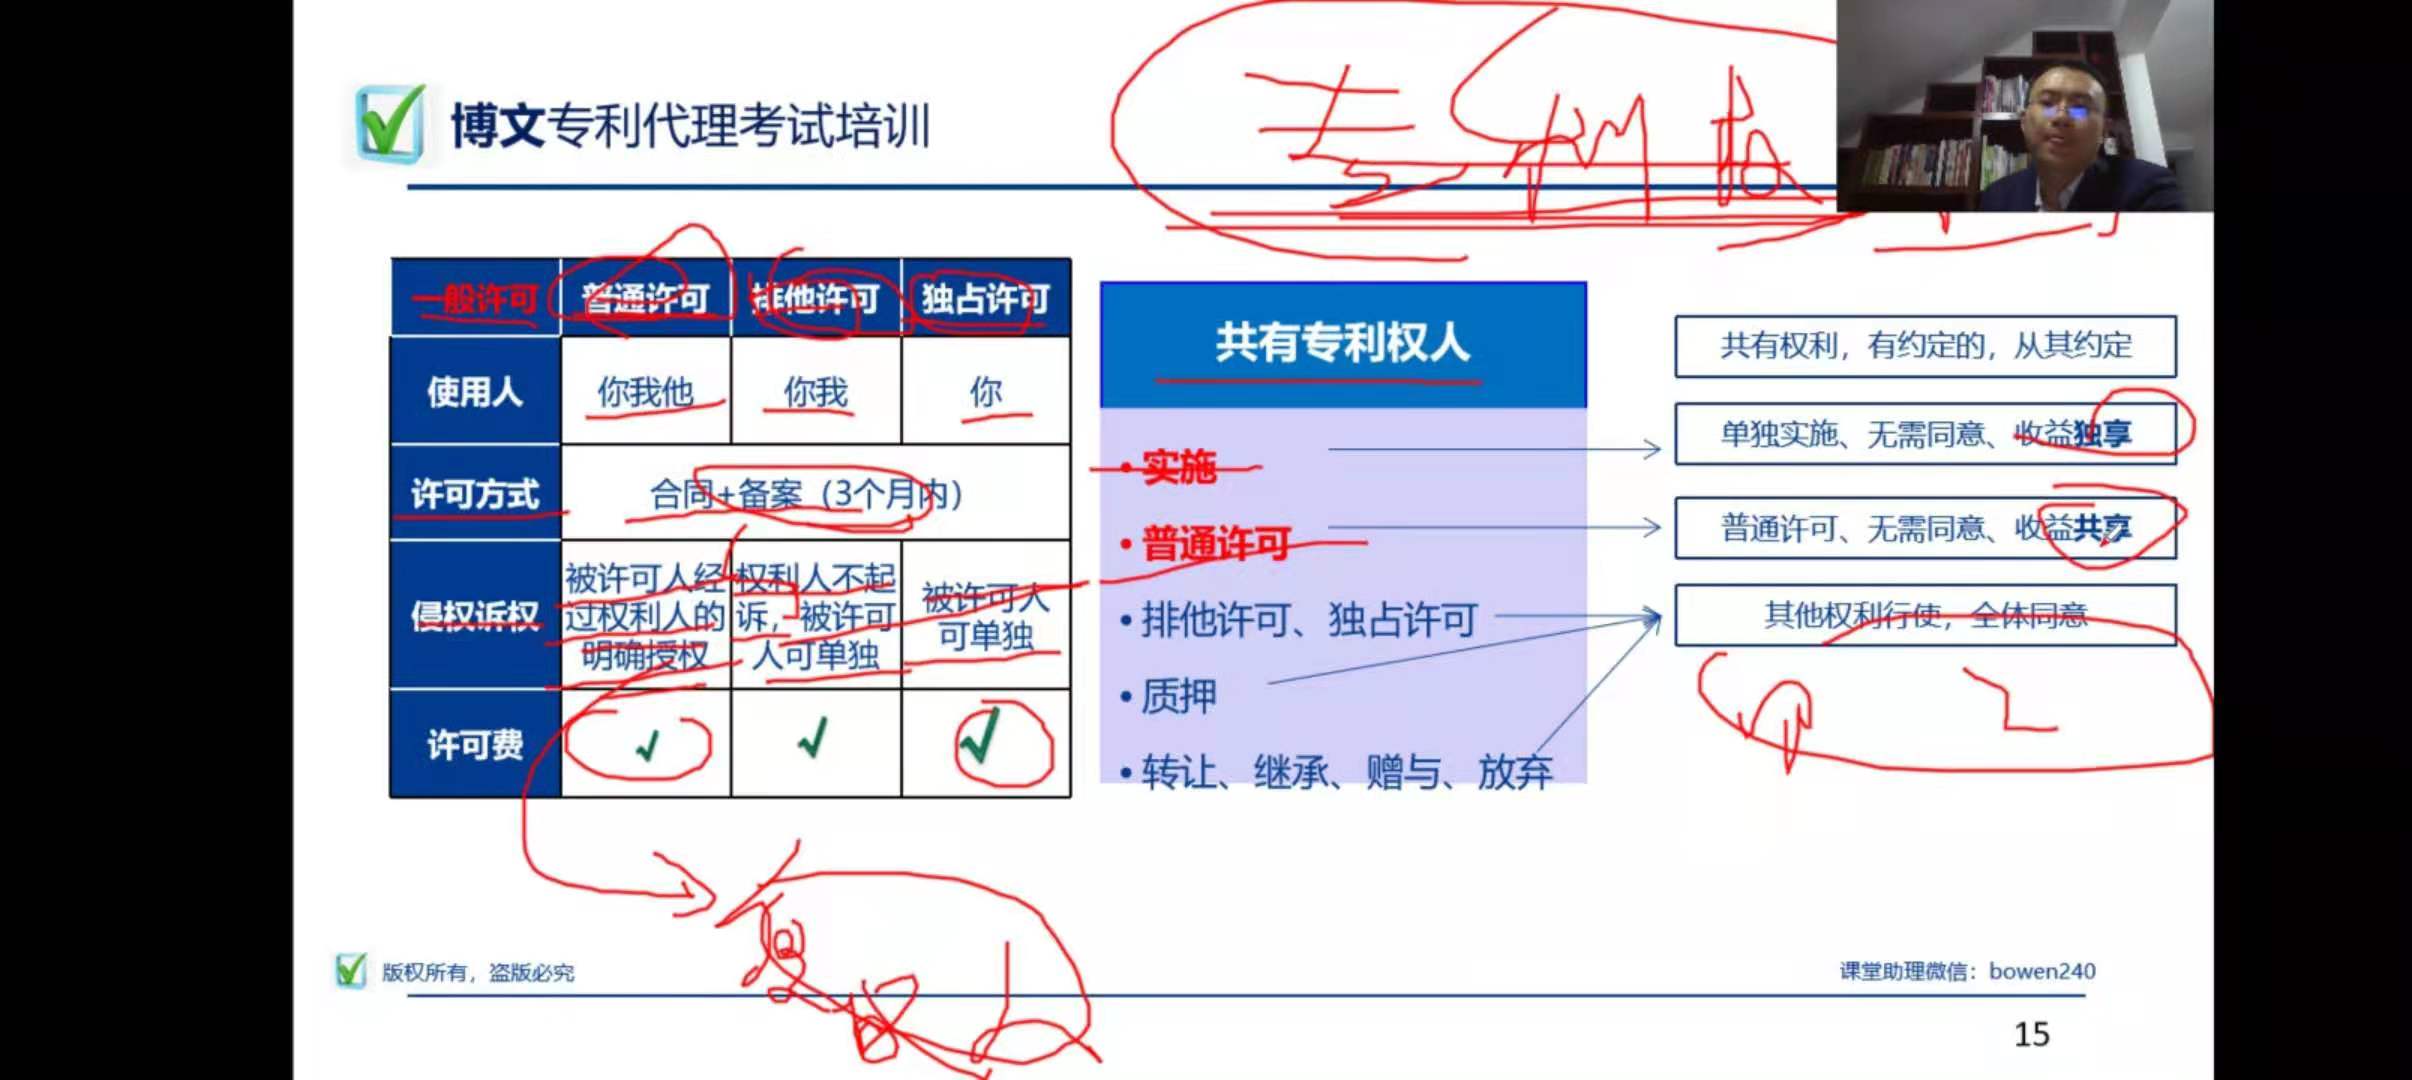 博文专利代理考试培训
一般许可 普通许可 排他许可 独占许可
使用人 你我他 你我 你
许可方式 合同+备案（3个月内）
侵权诉权 被许可人经过权利人的明确授权 权利人不起诉，被许可人可单独 被许可人可单独
许可费 √ √ √
共有专利权人
• 实施
• 普通许可
• 排他许可、独占许可
• 质押
• 转让、继承、赠与、放弃
共有权利，有约定的，从其约定
单独实施、无需同意、收益独享
普通许可、无需同意、收益共享
其他权利行使，全体同意
版权所有，盗版必究
课堂助理微信：bowen240
15